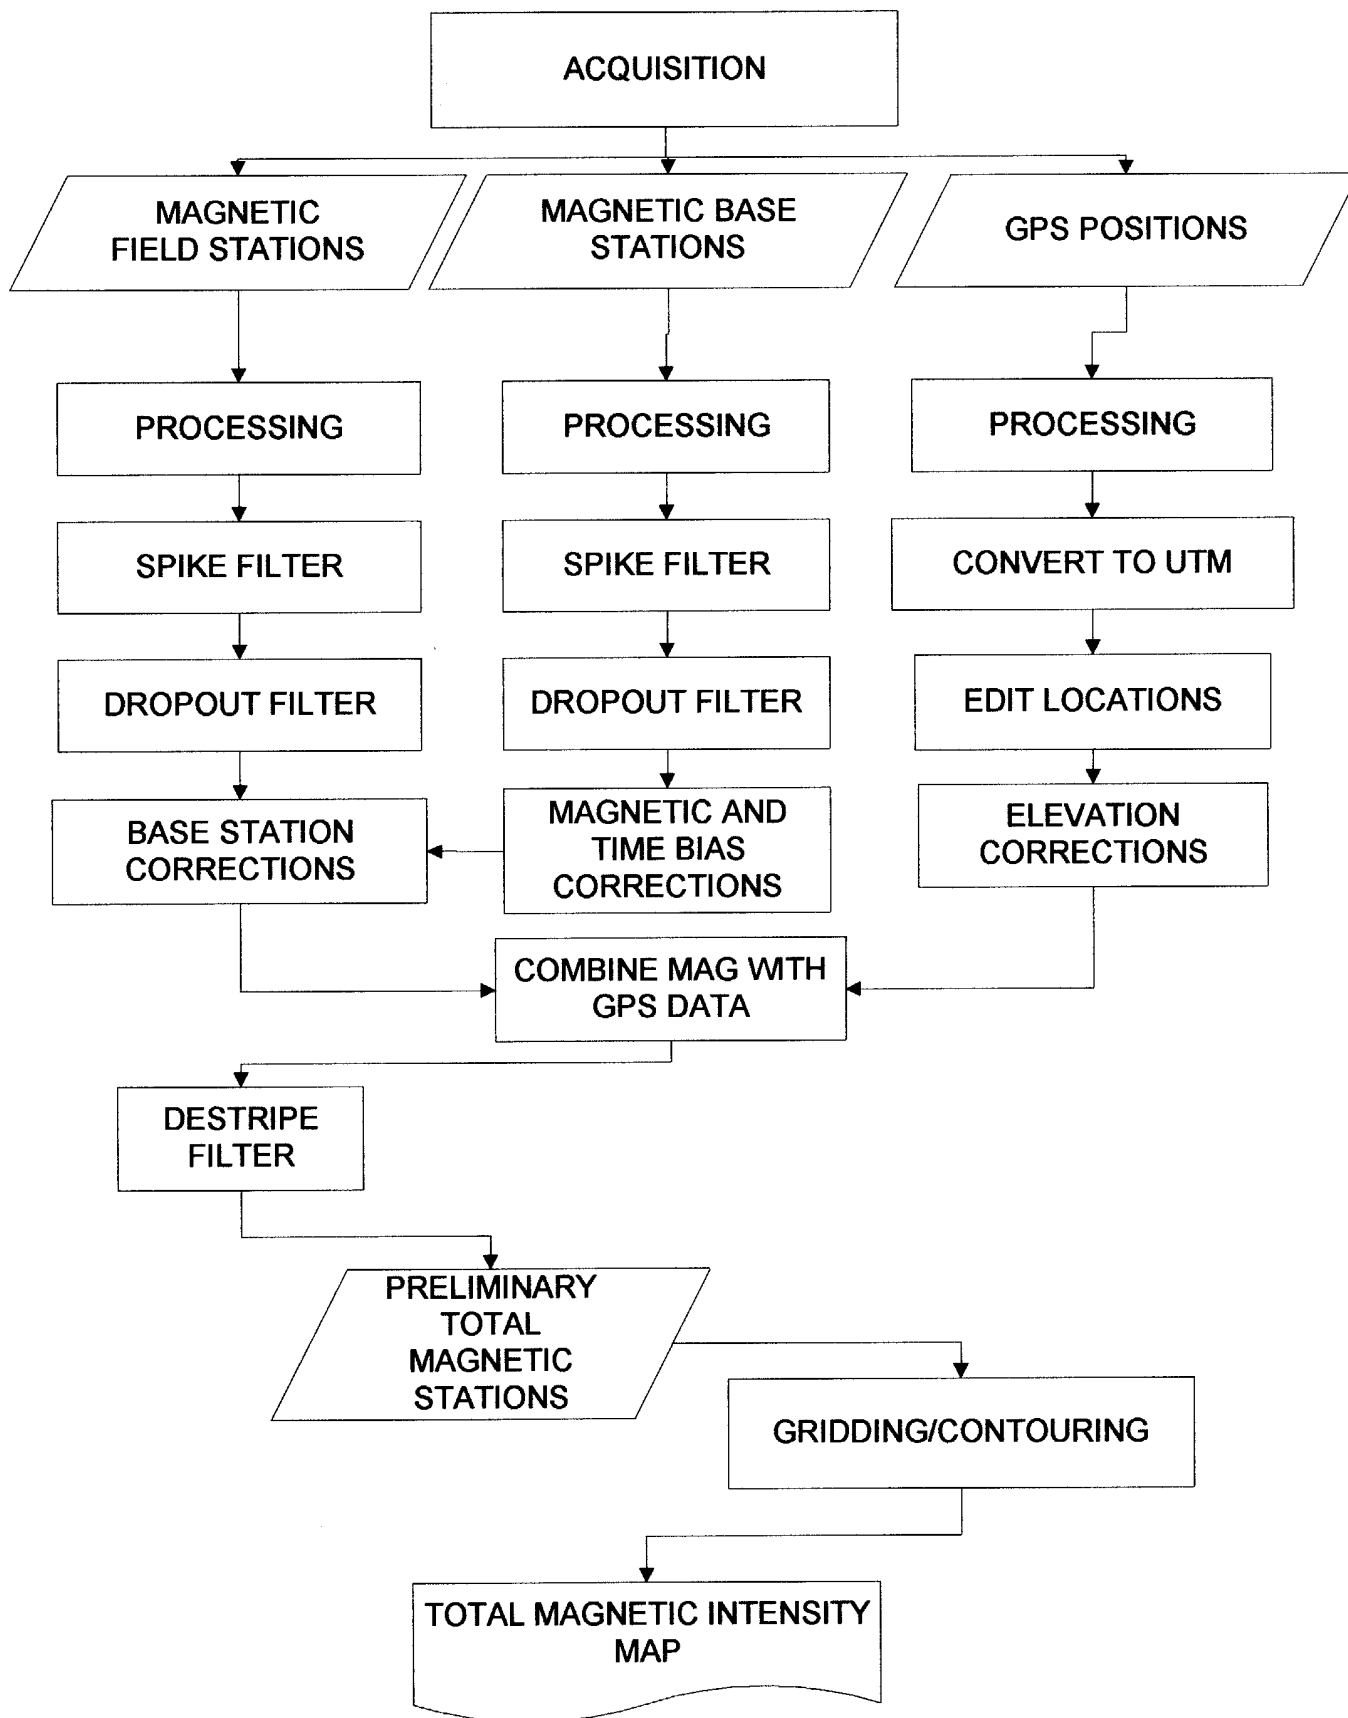 ACQUISITION
MAGNETIC
FIELD STATIONS
MAGNETIC BASE
STATIONS
GPS POSITIONS
PROCESSING
PROCESSING
PROCESSING
SPIKE FILTER
SPIKE FILTER
CONVERT TO UTM
DROPOUT FILTER
DROPOUT FILTER
EDIT LOCATIONS
BASE STATION
CORRECTIONS
MAGNETIC AND
TIME BIAS
CORRECTIONS
ELEVATION
CORRECTIONS
COMBINE MAG WITH
GPS DATA
DESTRIPE
FILTER
PRELIMINARY
TOTAL
MAGNETIC
STATIONS
GRIDDING/CONTOURING
TOTAL MAGNETIC INTENSITY
MAP